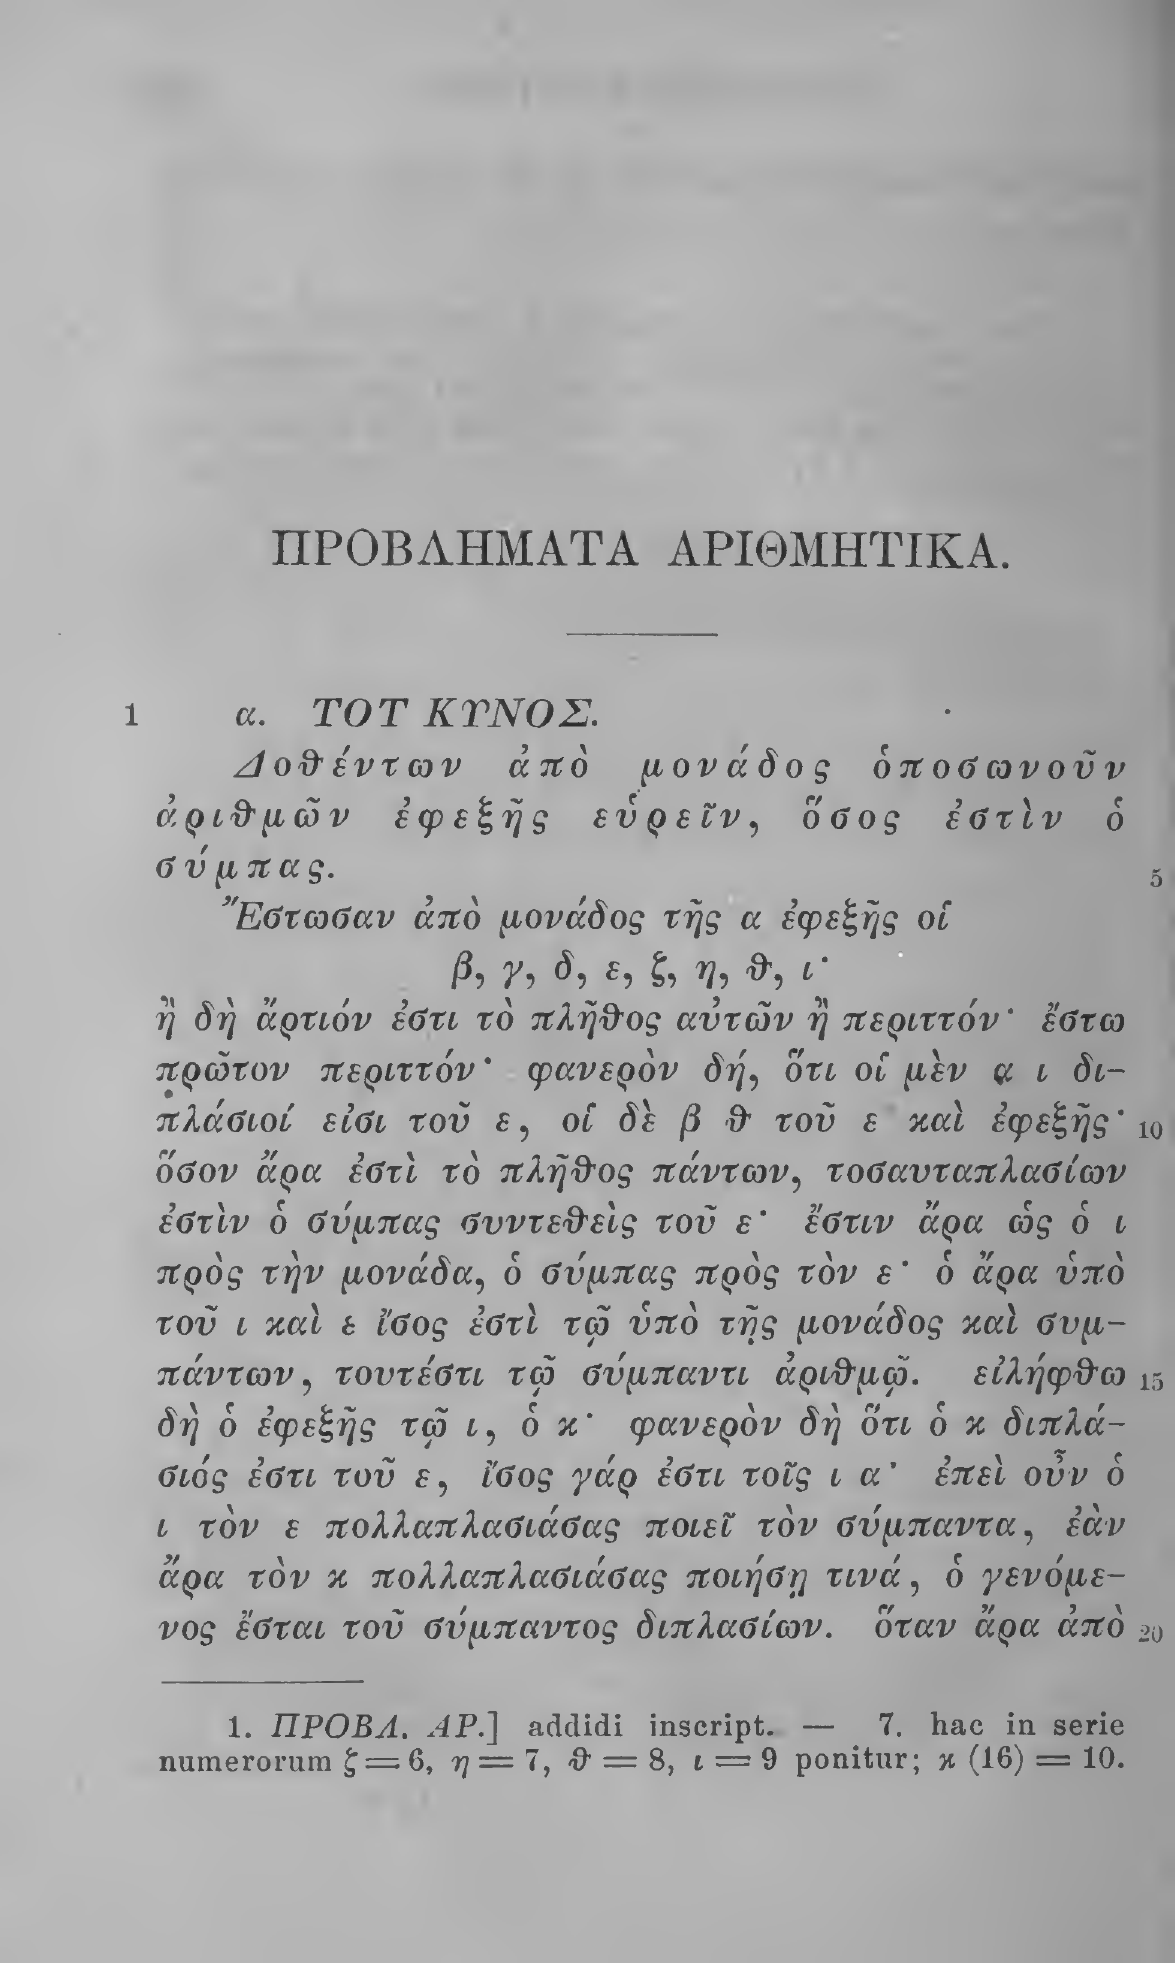 ΠΡΟΒΛΗΜΑΤΑ ΑΡΙΘΜΗΤΙΚΑ.
1 α. ΤΟΥ ΚΥΝΟΣ.
Δοθέντων ἀπὸ μονάδος ὁποσωνοῦν
ἀριθμῶν ἐφεξῆς εὑρεῖν, ὅσος ἐστὶν ὁ
σύμπας. 5
Ἔστωσαν ἀπὸ μονάδος τῆς α ἐφεξῆς οἱ
β, γ, δ, ε, ζ, η, θ, ι·
ἢ δὴ ἄρτιόν ἐστι τὸ πλῆθος αὐτῶν ἢ περιττόν· ἔστω
πρῶτον περιττόν· φανερὸν δή, ὅτι οἱ μὲν α ι δι-
πλάσιοί εἰσι τοῦ ε, οἱ δὲ β θ τοῦ ε καὶ ἐφεξῆς· 10
ὅσον ἄρα ἐστὶ τὸ πλῆθος πάντων, τοσαυταπλασίων
ἐστὶν ὁ σύμπας συντεθεὶς τοῦ ε· ἔστιν ἄρα ὡς ὁ ι
πρὸς τὴν μονάδα, ὁ σύμπας πρὸς τὸν ε· ὁ ἄρα ὑπὸ
τοῦ ι καὶ ε ἴσος ἐστὶ τῷ ὑπὸ τῆς μονάδος καὶ συμ-
πάντων, τουτέστι τῷ σύμπαντι ἀριθμῷ. εἰλήφθω 15
δὴ ὁ ἐφεξῆς τῷ ι, ὁ κ· φανερὸν δὴ ὅτι ὁ κ διπλά-
σιός ἐστι τοῦ ε, ἴσος γάρ ἐστι τοῖς ι α· ἐπεὶ οὖν ὁ
ι τὸν ε πολλαπλασιάσας ποιεῖ τὸν σύμπαντα, ἐὰν
ἄρα τὸν κ πολλαπλασιάσας ποιήσῃ τινά, ὁ γενόμε-
νος ἔσται τοῦ σύμπαντος διπλασίων. ὅταν ἄρα ἀπὸ 20
1. ΠΡΟΒΛ. ΑΡ.] addidi inscript. — 7. hac in serie
numerorum ζ = 6, η = 7, θ = 8, ι = 9 ponitur; κ (16) = 10.